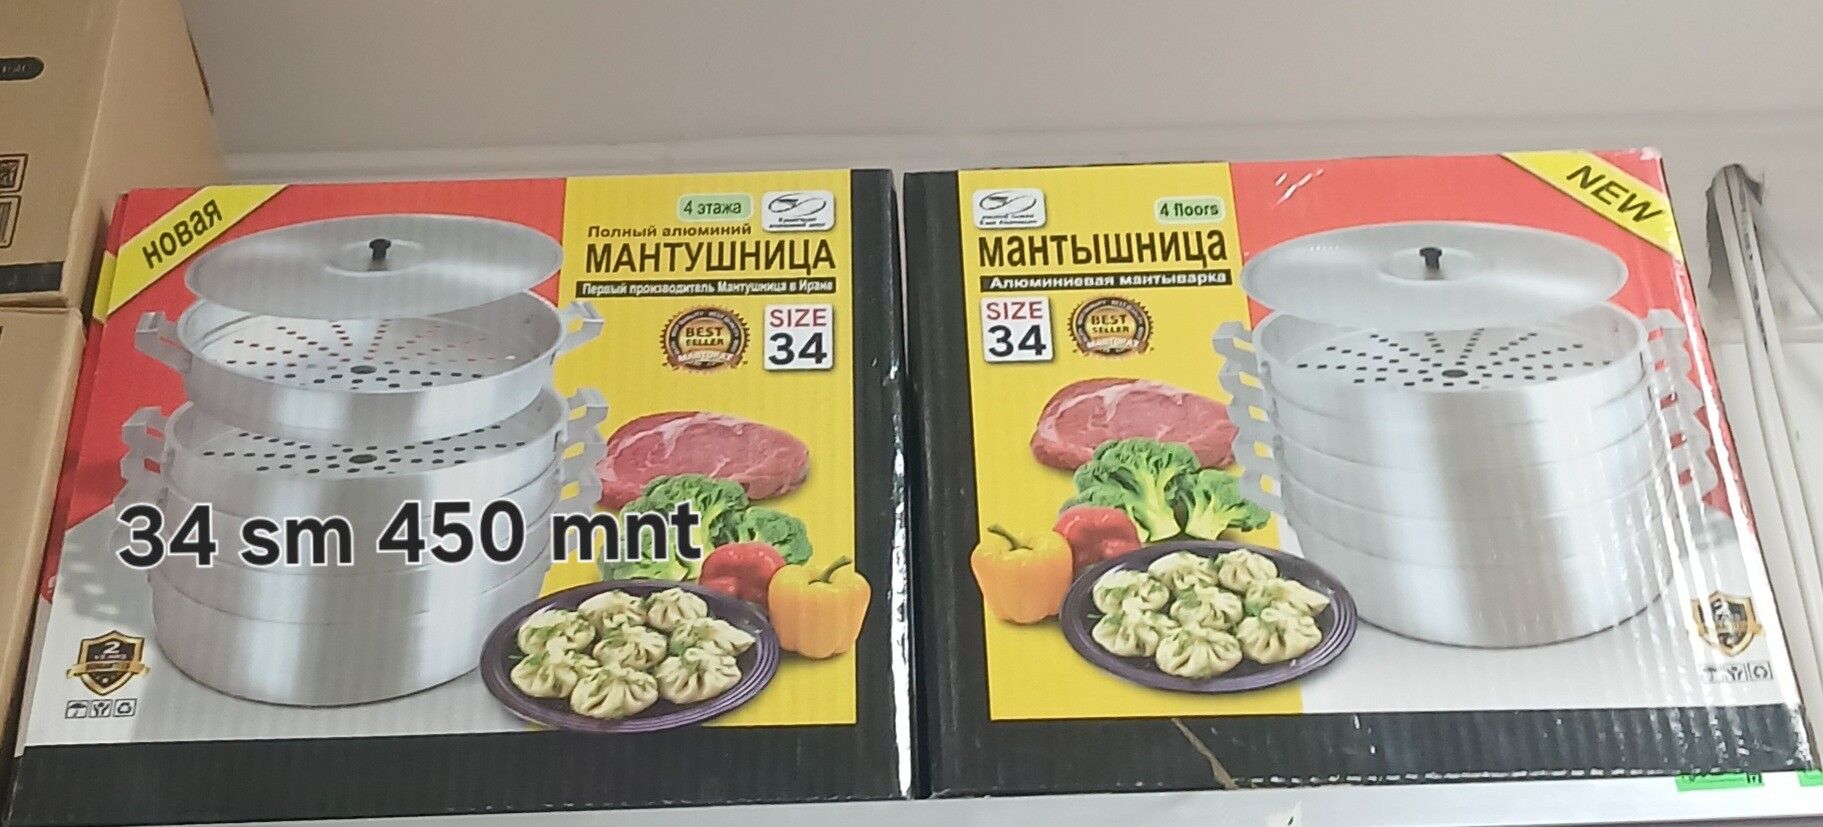 НОВАЯ
4 этажа
Полный алюминий
МАНТУШНИЦА
Первый производитель Мантушница в Иране
BEST
SELLER
SIZE
34
34 sm 450 mnt
2
4 floors
NEW
МАНТЫШНИЦА
Алюминиевая мантыварка
SIZE
34
BEST
SELLER